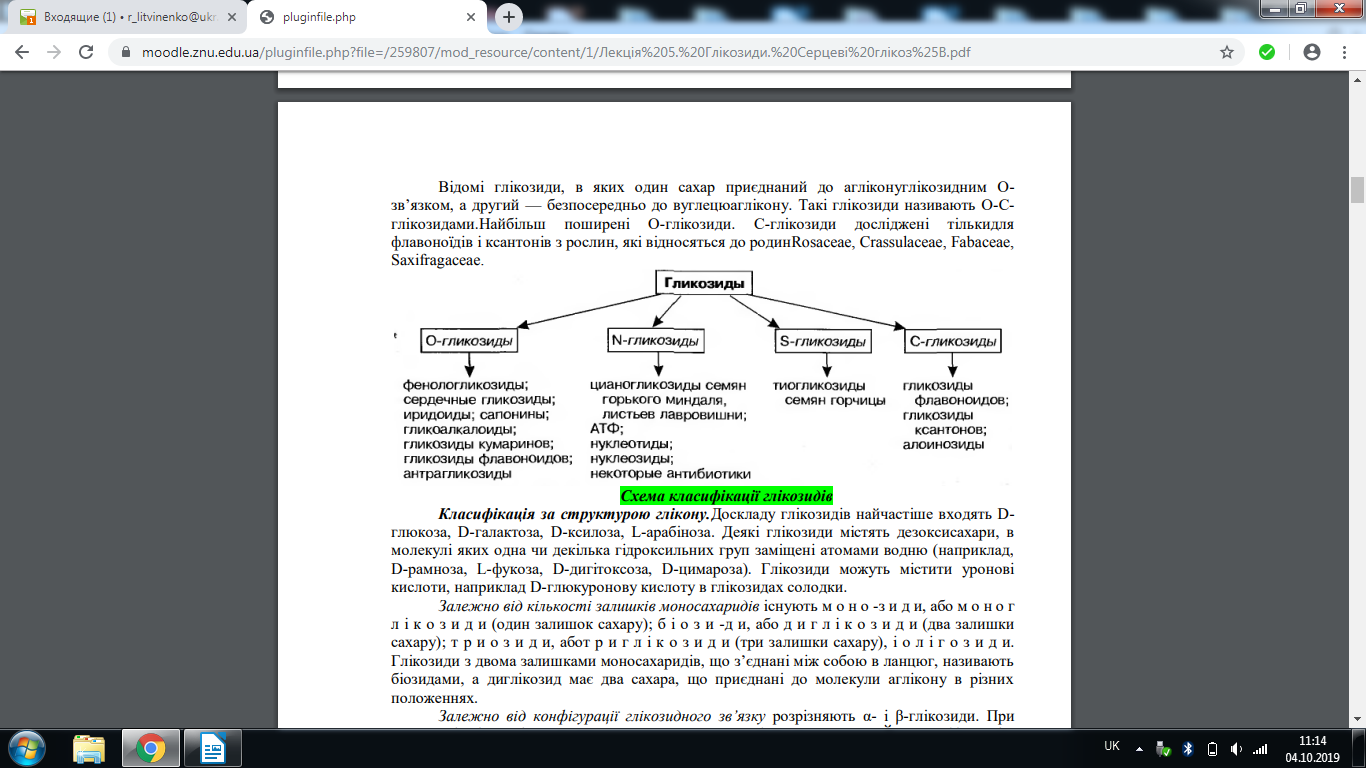 Входящие (1) • r_litvinenko@ukr
pluginfile.php
moodle.znu.edu.ua/pluginfile.php?file=/259807/mod_resource/content/1/Лекція%205.%20Глікозиди.%20Серцеві%20глікоз%25B.pdf
Відомі глікозиди, в яких один сахар приєднаний до агліконуглікозидним О-
зв’язком, а другий — безпосередньо до вуглецюаглікону. Такі глікозиди називають О-С-
глікозидами.Найбільш поширені О-глікозиди. С-глікозиди досліджені тількидля
флавоноїдів і ксантонів з рослин, які відносяться до родинRosaceae, Crassulaceae, Fabaceae,
Saxifragaceae.
Гликозиды
О-гликозиды N-гликозиды S-гликозиды С-гликозиды
фенологликозиды;
сердечные гликозиды;
иридоиды; сапонины;
гликоалкалоиды;
гликозиды кумаринов;
гликозиды флавоноидов;
антрагликозиды
цианогликозиды семян
горького миндаля,
листьев лавровишни;
АТФ;
нуклеотиды;
нуклеозиды;
некоторые антибиотики
тиогликозиды
семян горчицы
гликозиды
флавоноидов;
гликозиды
ксантонов;
алоинозиды
Схема класифікації глікозидів
Класифікація за структурою глікону.Доскладу глікозидів найчастіше входять D-
глюкоза, D-галактоза, D-ксилоза, L-арабіноза. Деякі глікозиди містять дезоксисахари, в
молекулі яких одна чи декілька гідроксильних груп заміщені атомами водню (наприклад,
D-рамноза, L-фукоза, D-дигітоксоза, D-цимароза). Глікозиди можуть містити уронові
кислоти, наприклад D-глюкуронову кислоту в глікозидах солодки.
Залежно від кількості залишків моносахаридів існують м о н о -з и д и, або м о н о г
л і к о з и д и (один залишок сахару); б і о з и -д и, або д и г л і к о з и д и (два залишки
сахару); т р и о з и д и, абот р и г л і к о з и д и (три залишки сахару), і о л і г о з и д и.
Глікозиди з двома залишками моносахаридів, що з’єднані між собою в ланцюг, називають
біозидами, а диглікозид має два сахара, що приєднані до молекули аглікону в різних
положеннях.
Залежно від конфігурації глікозидного зв’язку розрізняють α- і β-глікозиди. При
UK
11:14
04.10.2019